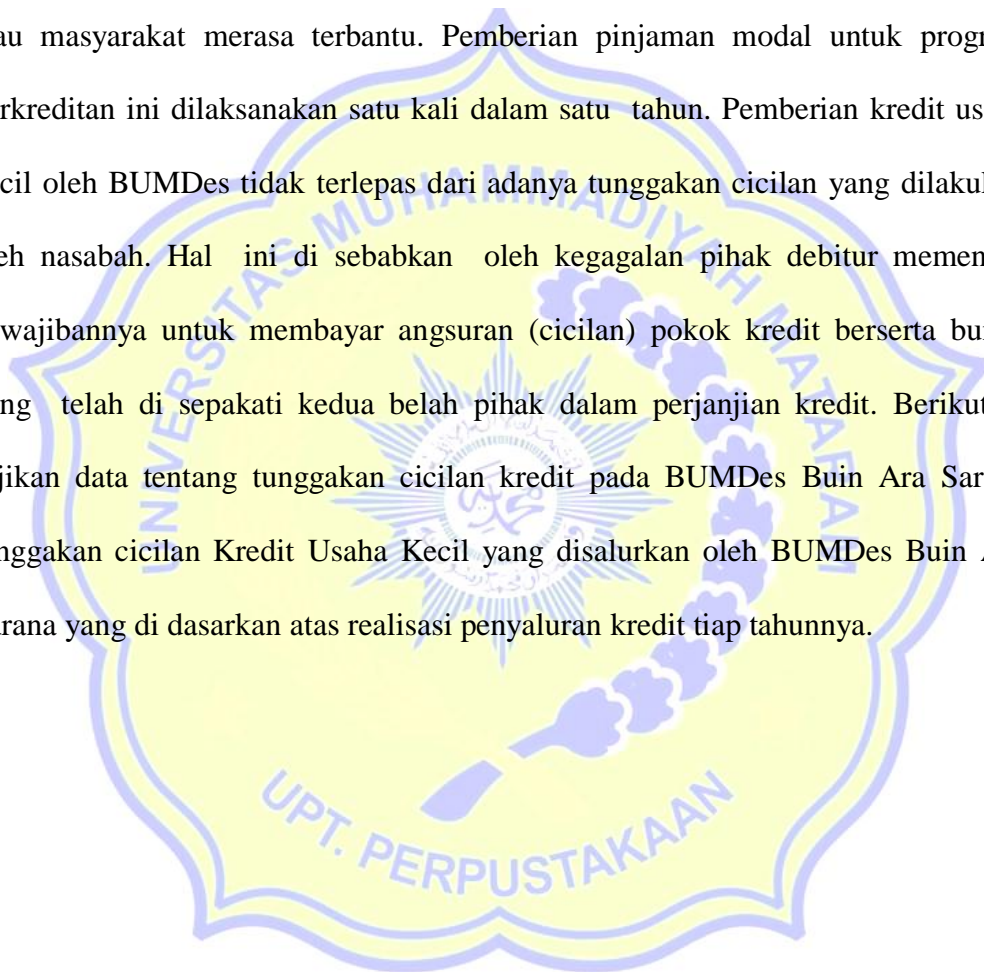 au masyarakat merasa terbantu. Pemberian pinjaman modal untuk progr
rkreditan ini dilaksanakan satu kali dalam satu tahun. Pemberian kredit us
cil oleh BUMDes tidak terlepas dari adanya tunggakan cicilan yang dilakuk
eh nasabah. Hal ini di sebabkan oleh kegagalan pihak debitur memen
wajibannya untuk membayar angsuran (cicilan) pokok kredit berserta bu
ng telah di sepakati kedua belah pihak dalam perjanjian kredit. Berikut
jikan data tentang tunggakan cicilan kredit pada BUMDes Buin Ara Sar
nggakan cicilan Kredit Usaha Kecil yang disalurkan oleh BUMDes Buin A
rana yang di dasarkan atas realisasi penyaluran kredit tiap tahunnya.
UNIVERSITAS MUHAMMADIYAH MATARAM
UPT. PERPUSTAKAAN